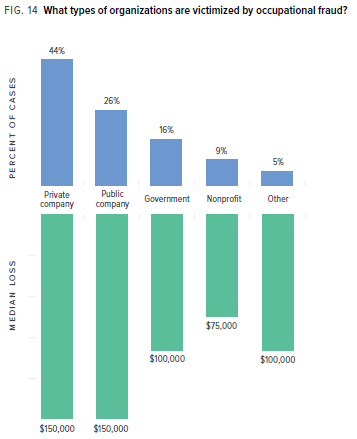 FIG. 14 What types of organizations are victimized by occupational fraud?
44%
26%
16%
9%
5%
PERCENT OF CASES
Private
company
Public
company
Government
Nonprofit
Other
MEDIAN LOSS
$75,000
$100,000
$100,000
$150,000
$150,000